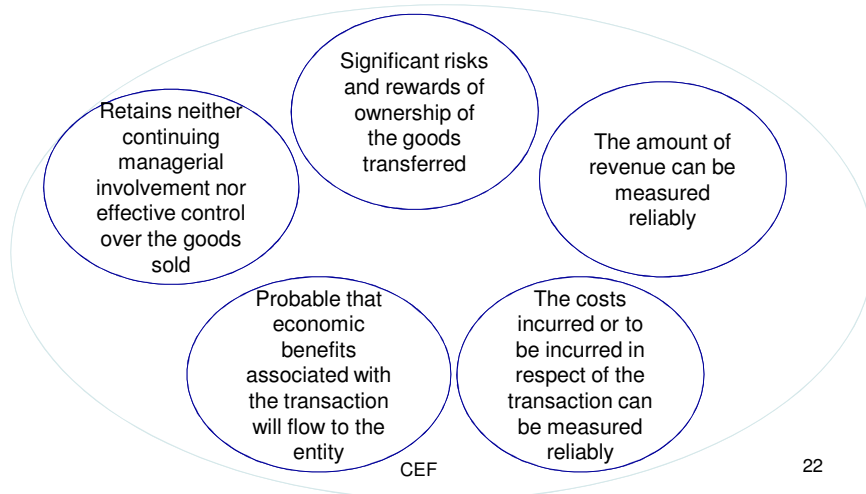 Significant risks
and rewards of
ownership of
the goods
transferred
Retains neither
continuing
managerial
involvement nor
effective control
over the goods
sold
The amount of
revenue can be
measured
reliably
Probable that
economic
benefits
associated with
the transaction
will flow to the
entity
The costs
incurred or to
be incurred in
respect of the
transaction can
be measured
reliably
CEF
22